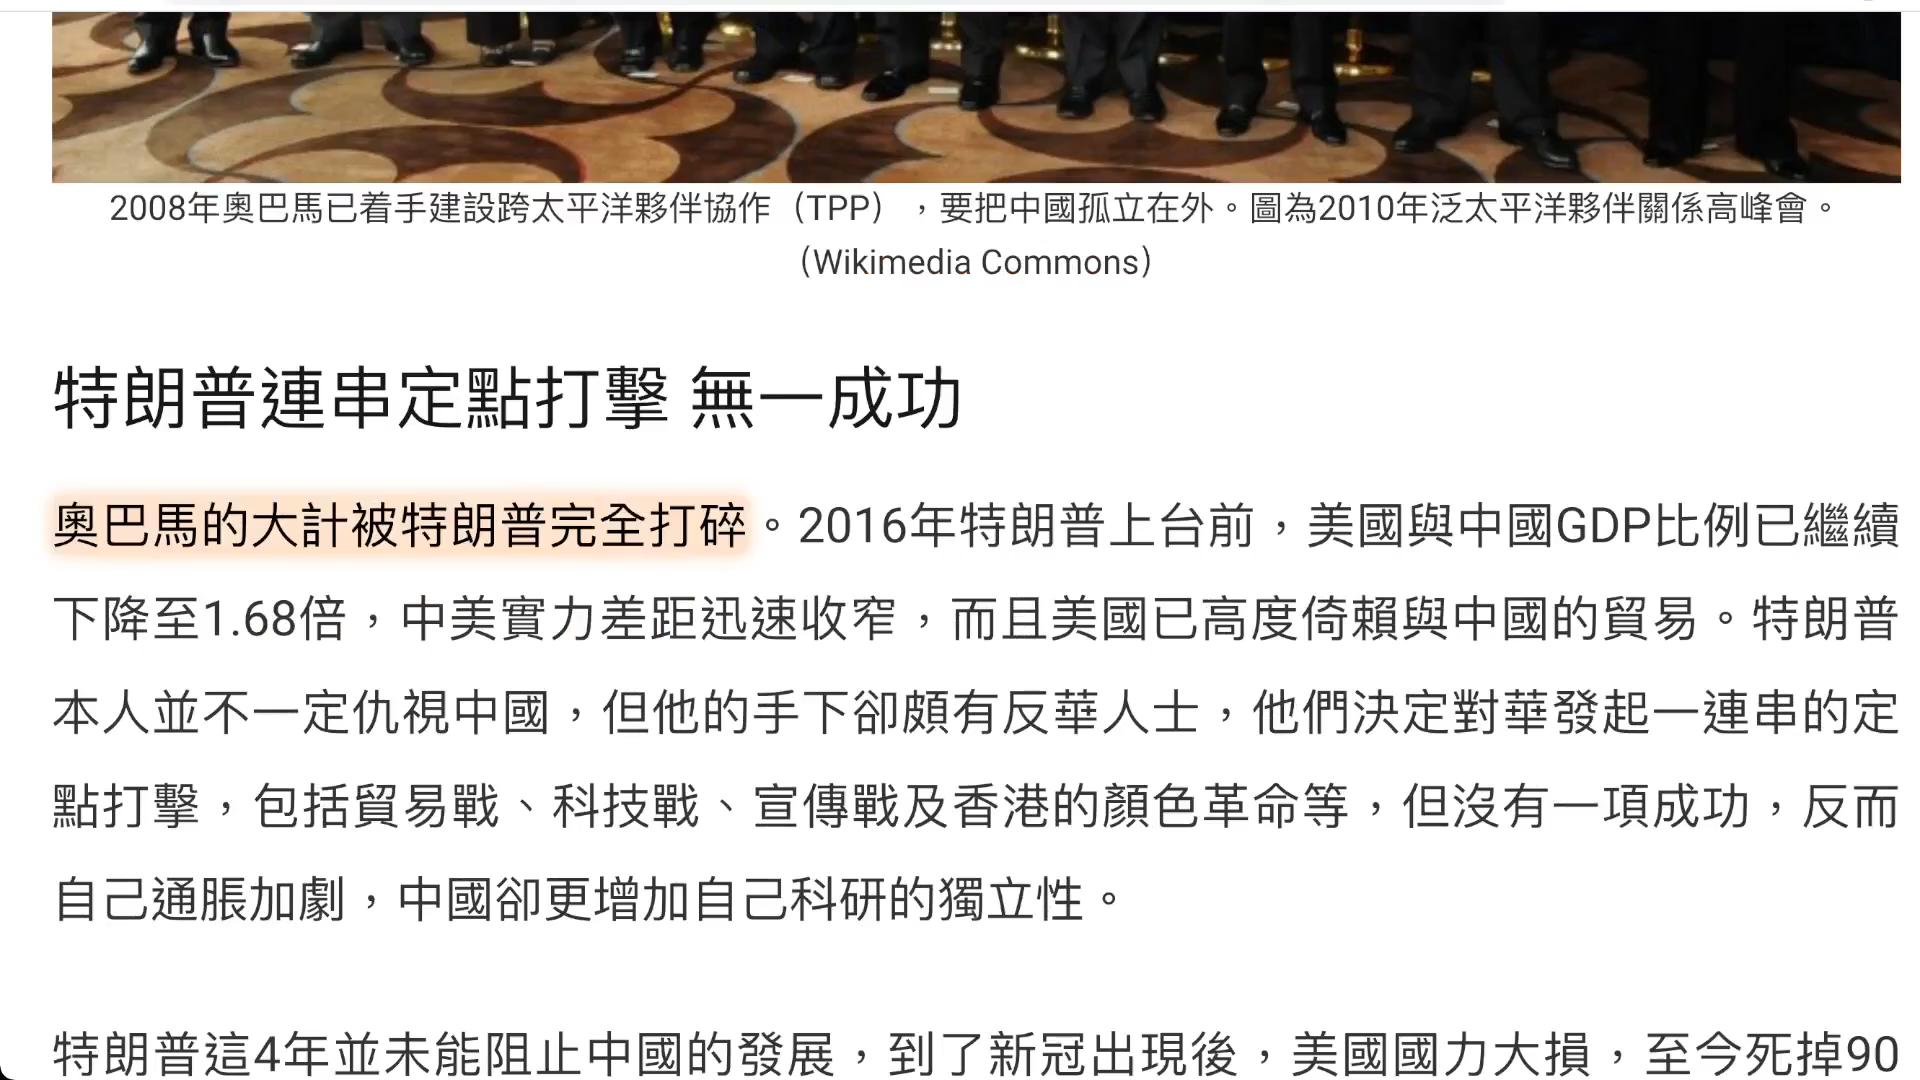 2008年奧巴馬已着手建設跨太平洋夥伴協作（TPP），要把中國孤立在外。圖為2010年泛太平洋夥伴關係高峰會。
（Wikimedia Commons）
特朗普連串定點打擊 無一成功
奧巴馬的大計被特朗普完全打碎。2016年特朗普上台前，美國與中國GDP比例已繼續
下降至1.68倍，中美實力差距迅速收窄，而且美國已高度倚賴與中國的貿易。特朗普
本人並不一定仇視中國，但他的手下卻頗有反華人士，他們決定對華發起一連串的定
點打擊，包括貿易戰、科技戰、宣傳戰及香港的顏色革命等，但沒有一項成功，反而
自己通脹加劇，中國卻更增加自己科研的獨立性。
特朗普這4年並未能阻止中國的發展，到了新冠出現後，美國國力大損，至今死掉90